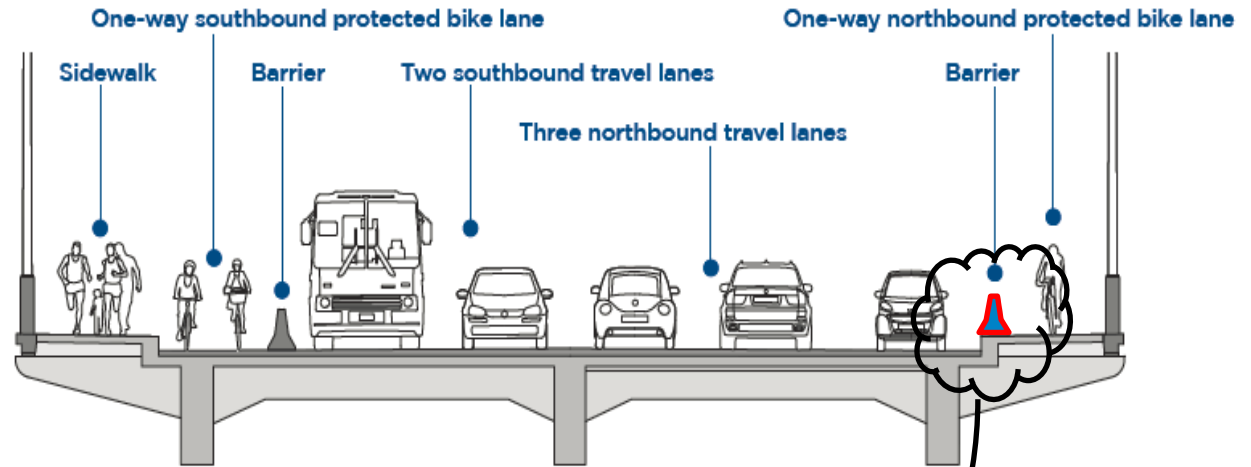 One-way southbound protected bike lane
One-way northbound protected bike lane
Sidewalk
Barrier
Two southbound travel lanes
Barrier
Three northbound travel lanes